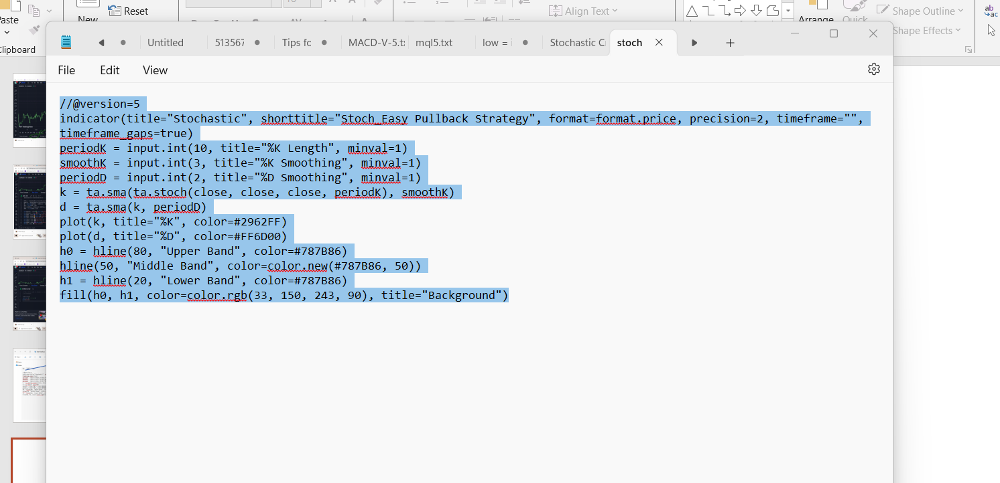 Paste
Reset
New
Clipboard
Align Text
Arrange
Quick
Shape Outline
Shape Effects
ab
ac
Untitled
513567
Tips fc
MACD-V-5.t
mql5.txt
low =
Stochastic C
stoch
File Edit View
//@version=5
indicator(title="Stochastic", shorttitle="Stoch_Easy Pullback Strategy", format=format.price, precision=2, timeframe="",
timeframe_gaps=true)
periodK = input.int(10, title="%K Length", minval=1)
smoothK = input.int(3, title="%K Smoothing", minval=1)
periodD = input.int(2, title="%D Smoothing", minval=1)
k = ta.sma(ta.stoch(close, close, close, periodK), smoothK)
d = ta.sma(k, periodD)
plot(k, title="%K", color=#2962FF)
plot(d, title="%D", color=#FF6D00)
h0 = hline(80, "Upper Band", color=#787B86)
hline(50, "Middle Band", color=color.new(#787B86, 50))
h1 = hline(20, "Lower Band", color=#787B86)
fill(h0, h1, color=color.rgb(33, 150, 243, 90), title="Background")